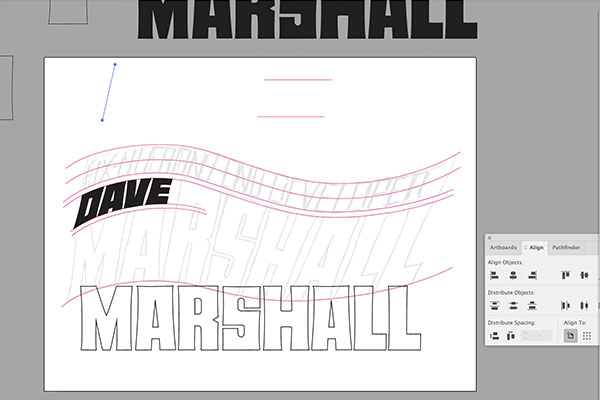 MARSHALL
DAVE
MARSHALL
MARSHALL
Artboards Align Pathfinder
Align Objects:
Distribute Objects:
Distribute Spacing: Align To: